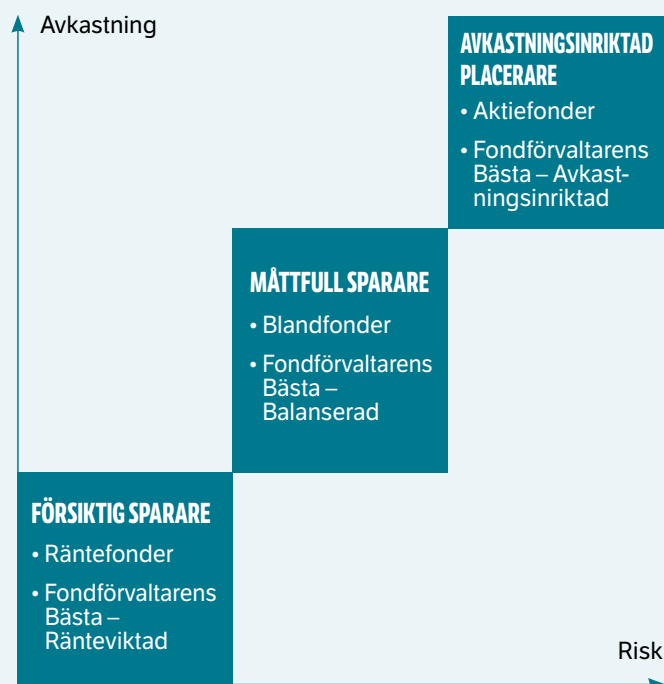 Avkastning
AVKASTNINGSINRIKTAD
PLACERARE
• Aktiefonder
• Fondförvaltarens
Bästa – Avkast-
ningsinriktad
MÅTTFULL SPARARE
• Blandfonder
• Fondförvaltarens
Bästa –
Balanserad
FÖRSIKTIG SPARARE
• Räntefonder
• Fondförvaltarens
Bästa –
Ränteviktad
Risk